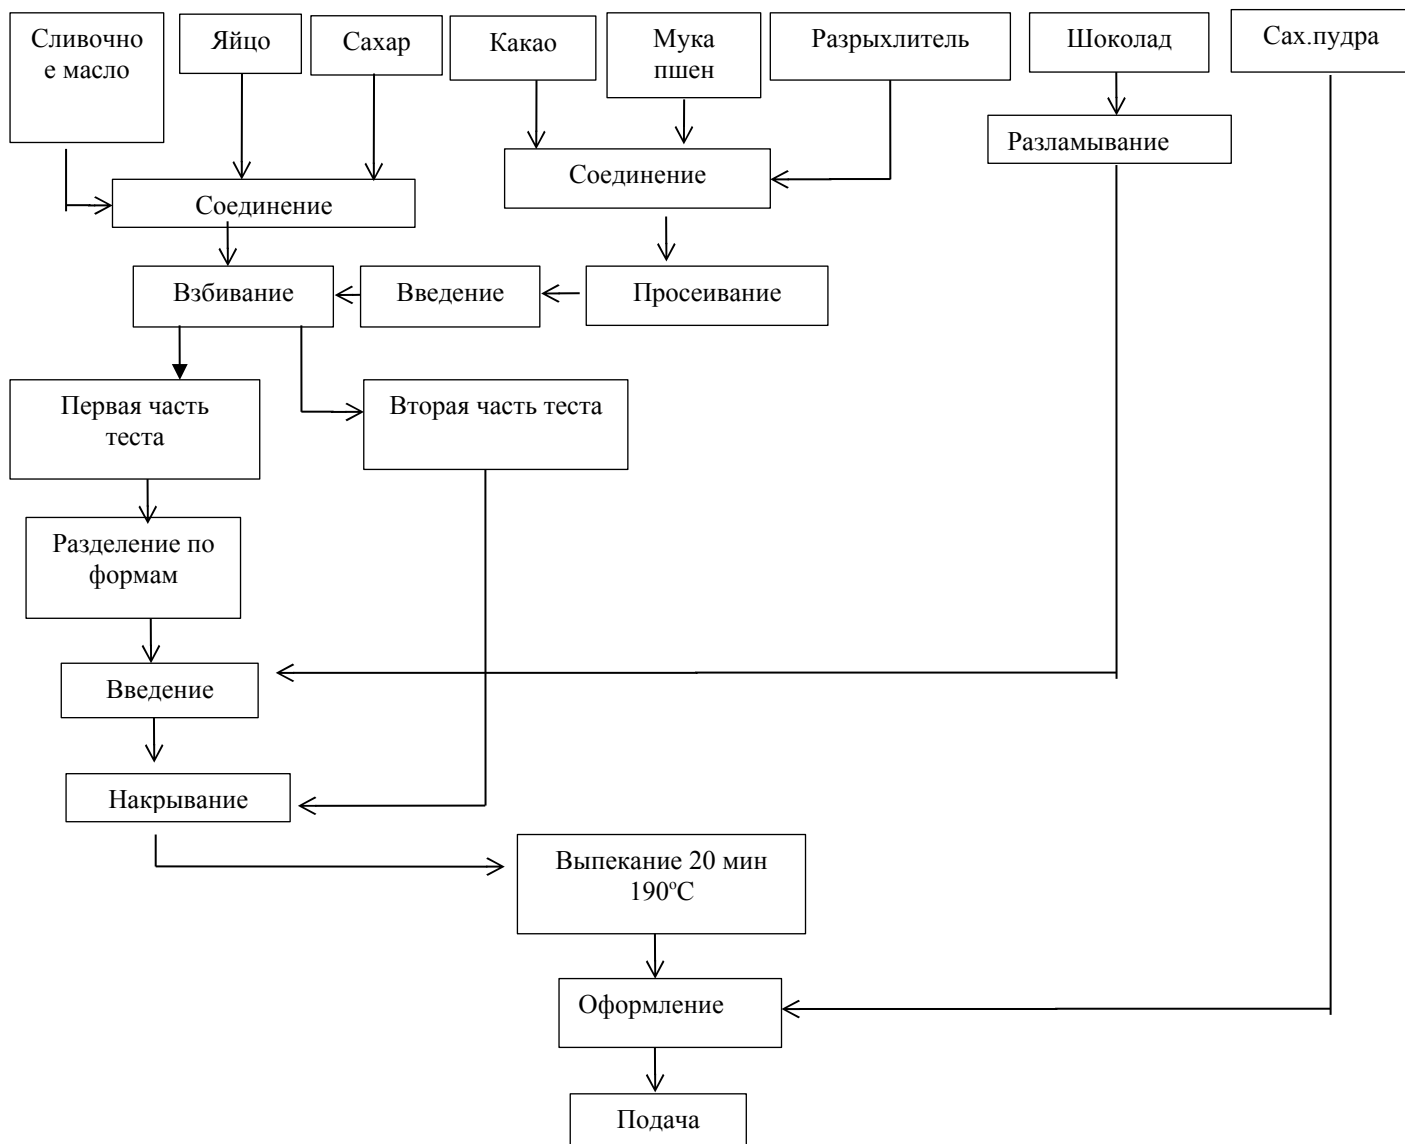 Сливочно
е масло
Яйцо
Сахар
Какао
Мука
пшен
Разрыхлитель
Шоколад
Сах.пудра
Разламывание
Соединение
Соединение
Взбивание
Введение
Просеивание
Первая часть
теста
Вторая часть теста
Разделение по
формам
Введение
Накрывание
Выпекание 20 мин
190ºС
Оформление
Подача